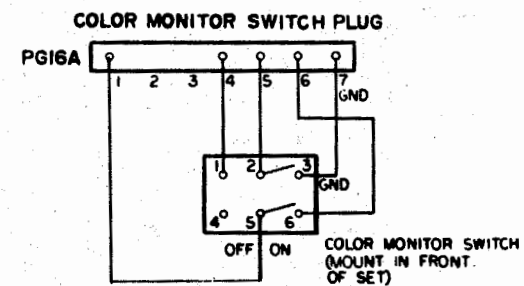 COLOR MONITOR SWITCH PLUG
PG16A
1 2 3 4 5 6 7
GND
1 2 3
GND
4 5 6
OFF ON
COLOR MONITOR SWITCH
(MOUNT IN FRONT
OF SET)